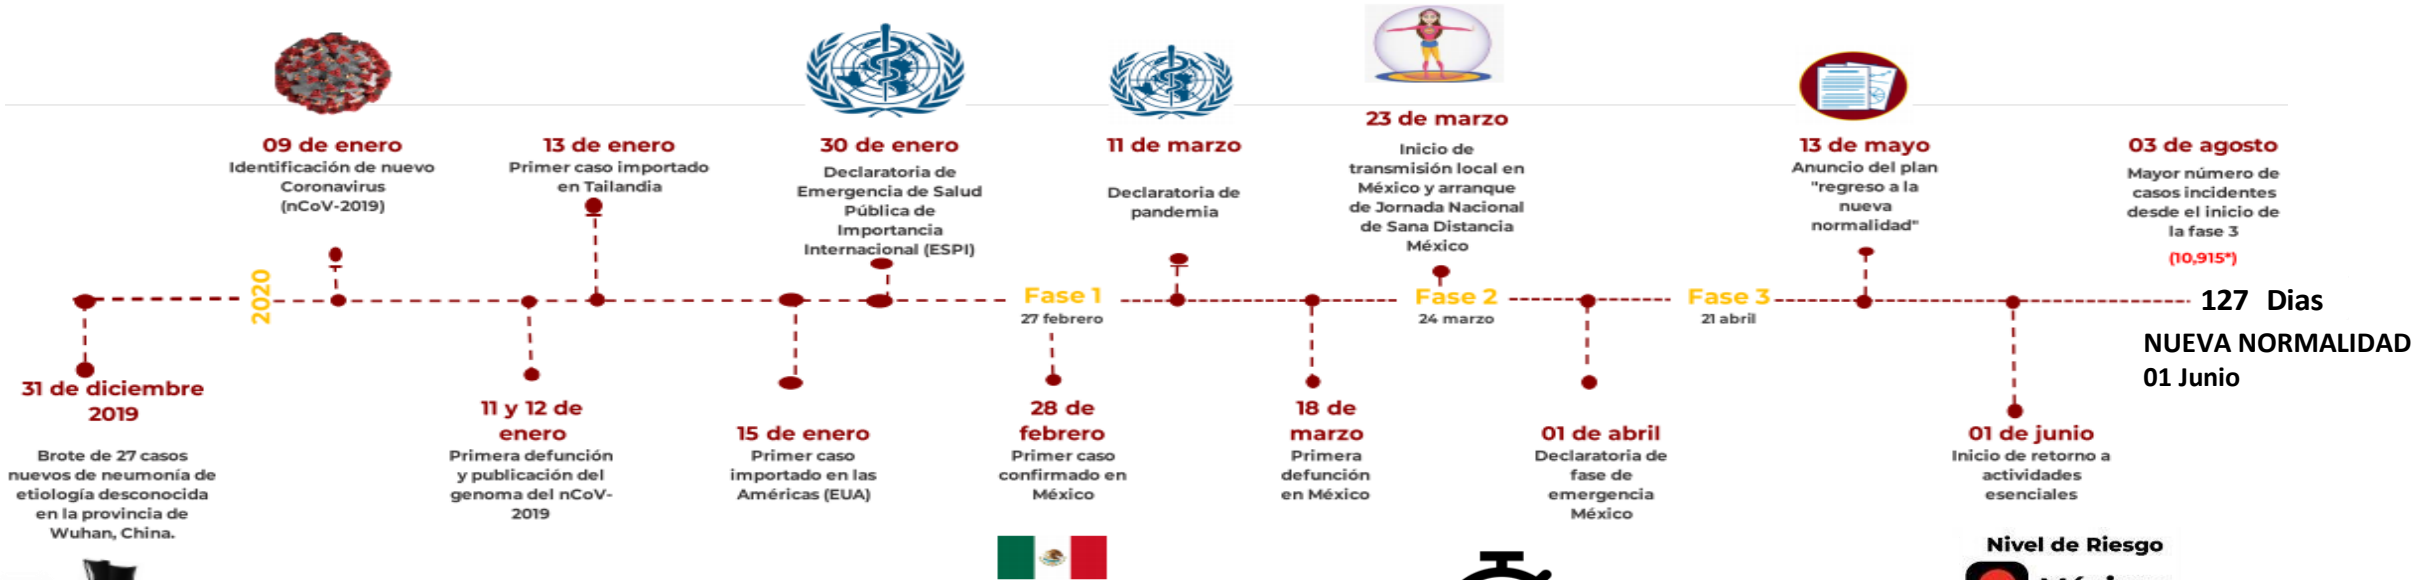 09 de enero
Identificación de nuevo
Coronavirus
(nCoV-2019)
13 de enero
Primer caso importado
en Tailandia
30 de enero
Declaratoria de
Emergencia de Salud
Pública de
Importancia
Internacional (ESPI)
11 de marzo
Declaratoria de
pandemia
23 de marzo
Inicio de
transmisión local en
México y arranque
de Jornada Nacional
de Sana Distancia
México
13 de mayo
Anuncio del plan
"regreso a la
nueva
normalidad"
03 de agosto
Mayor número de
casos incidentes
desde el inicio de
la fase 3
(10,915*)
2020
Fase 1
27 febrero
Fase 2
24 marzo
Fase 3
21 abril
127 Dias
NUEVA NORMALIDAD
01 Junio
31 de diciembre
2019
Brote de 27 casos
nuevos de neumonía de
etiología desconocida
en la provincia de
Wuhan, China.
11 y 12 de
enero
Primera defunción
y publicación del
genoma del nCoV-
2019
15 de enero
Primer caso
importado en las
Américas (EUA)
28 de
febrero
Primer caso
confirmado en
México
18 de
marzo
Primera
defunción
en México
01 de abril
Declaratoria de
fase de
emergencia
México
01 de junio
Inicio de retorno a
actividades
esenciales
Nivel de Riesgo